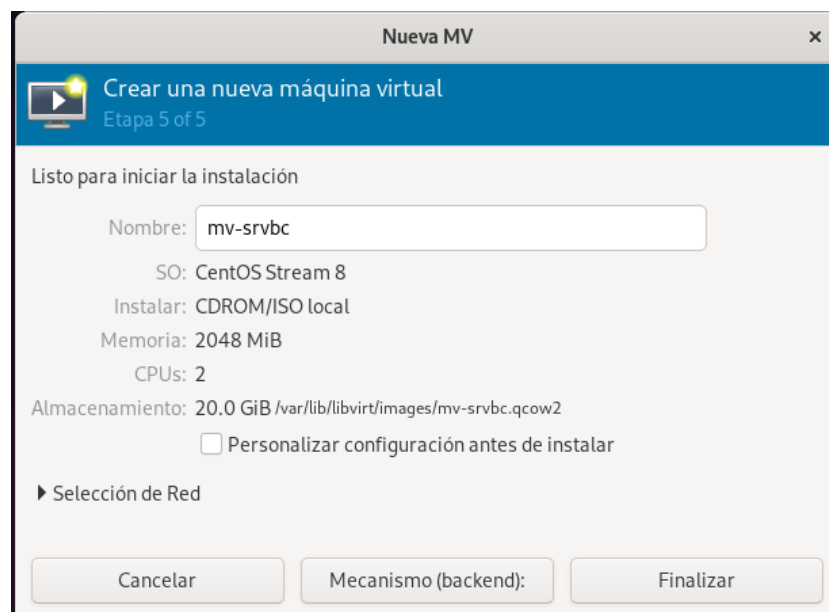 Nueva MV
×
Crear una nueva máquina virtual
Etapa 5 of 5
Listo para iniciar la instalación
Nombre: mv-srvbc
SO: CentOS Stream 8
Instalar: CDROM/ISO local
Memoria: 2048 MiB
CPUs: 2
Almacenamiento: 20.0 GiB /var/lib/libvirt/images/mv-srvbc.qcow2
Personalizar configuración antes de instalar
Selección de Red
Cancelar Mecanismo (backend): Finalizar